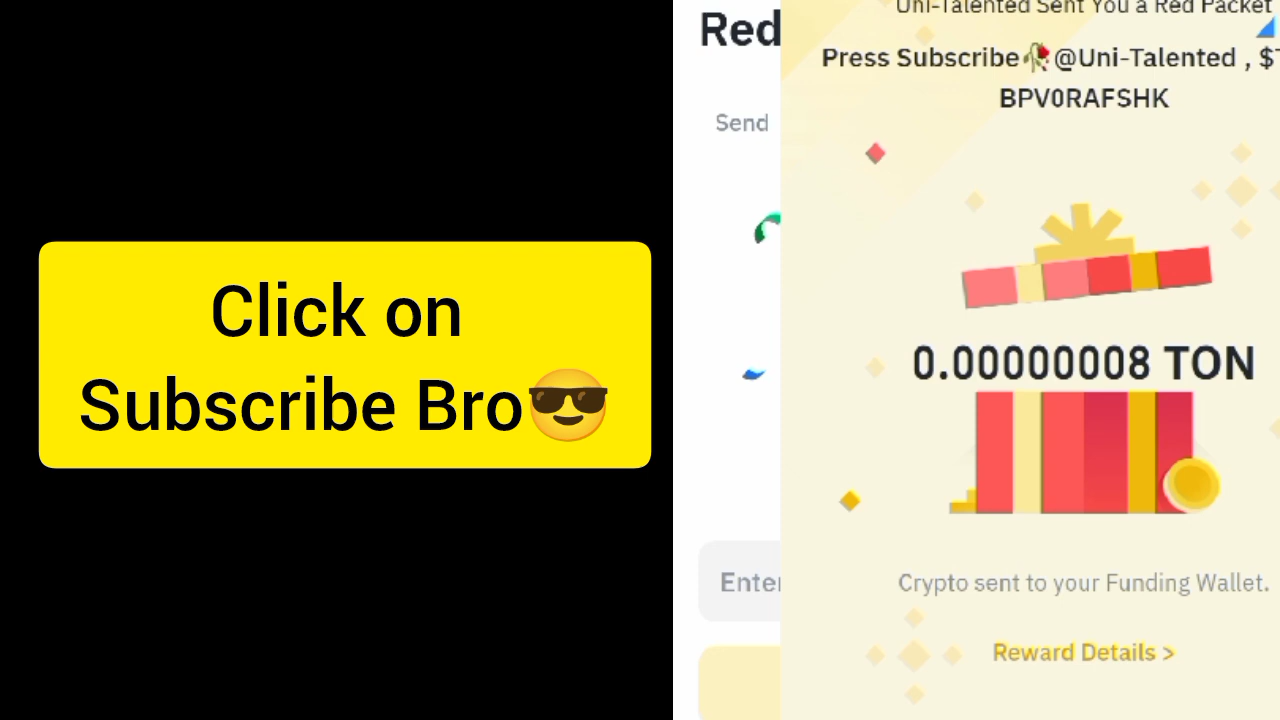 Click on
Subscribe Bro😎
Red
Send
Enter
Uni-Talented Sent You a Red Packet
Press Subscribe🥀@Uni-Talented , $T
BPV0RAFSHK
0.00000008 TON
Crypto sent to your Funding Wallet.
Reward Details >